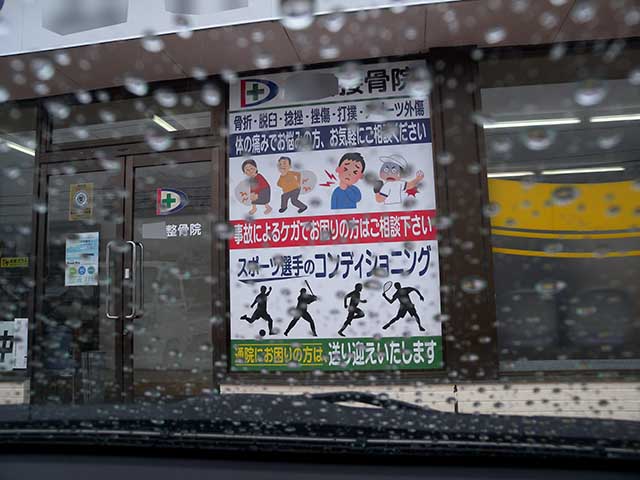 接骨院
骨折・脱臼・捻挫・挫傷・打撲・スポーツ外傷
体の痛みでお悩みの方、お気軽にご相談ください
整骨院
事故によるケガでお困りの方はご相談下さい
スポーツ選手のコンディショニング
通院にお困りの方は、送り迎えいたします
中